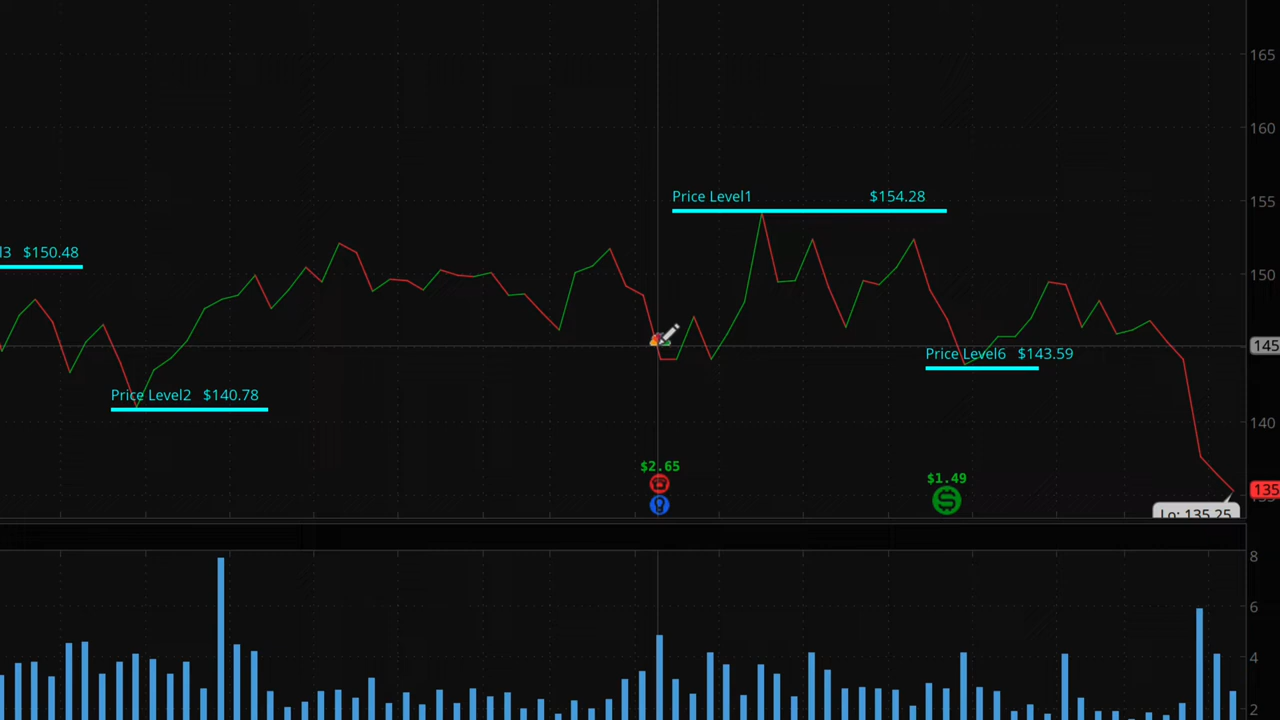 165
160
155
Price Level1 $154.28
l3 $150.48
150
145
Price Level6 $143.59
Price Level2 $140.78
140
$2.65
$1.49
135
Lo: 135.25
8
6
4
2